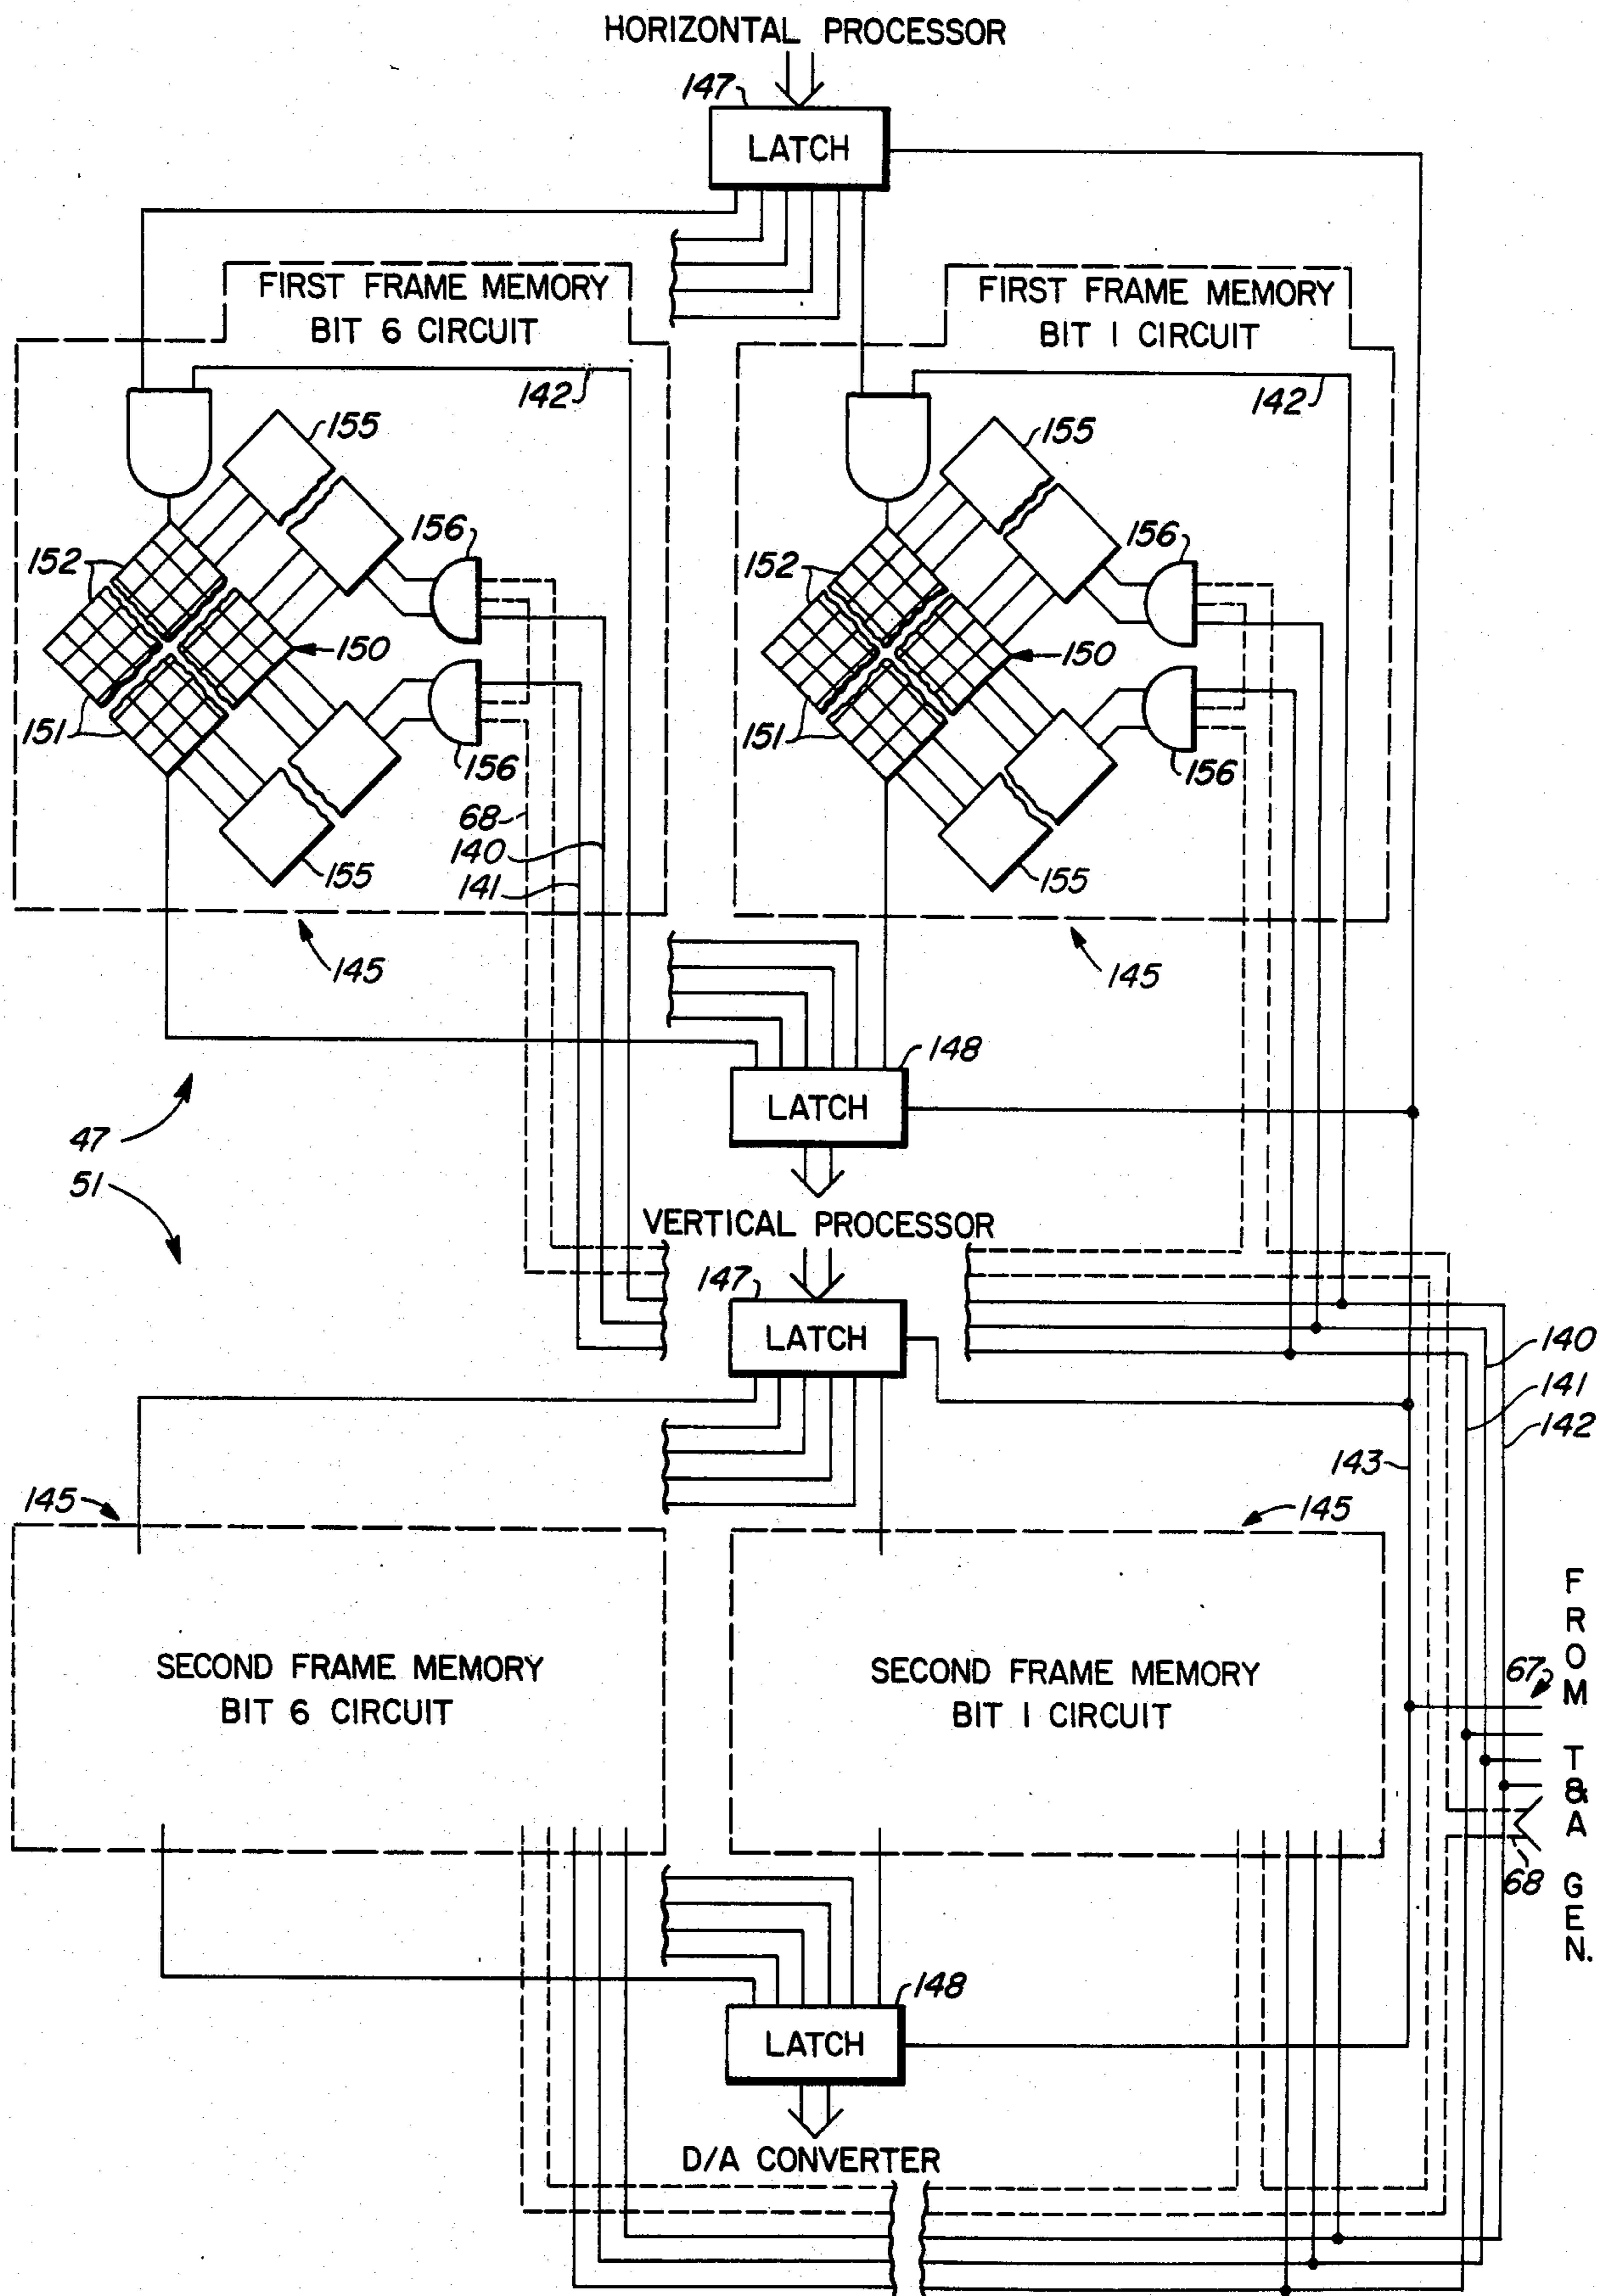 HORIZONTAL PROCESSOR
147
LATCH
FIRST FRAME MEMORY
BIT 6 CIRCUIT
FIRST FRAME MEMORY
BIT 1 CIRCUIT
142
142
155
155
156
156
152
152
150
150
151
151
156
156
68
140
141
155
155
145
145
148
LATCH
47
51
VERTICAL PROCESSOR
147
LATCH
140
141
142
143
145
145
SECOND FRAME MEMORY
BIT 6 CIRCUIT
SECOND FRAME MEMORY
BIT 1 CIRCUIT
67
FROM T&A GEN.
68
148
LATCH
D/A CONVERTER